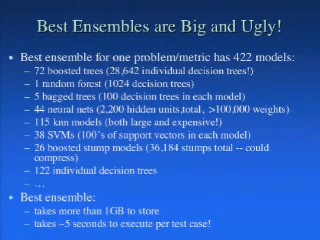 Best Ensembles are Big and Ugly!
• Best ensemble for one problem/metric has 422 models:
– 72 boosted trees (28,642 individual decision trees!)
– 1 random forest (1024 decision trees)
– 5 bagged trees (100 decision trees in each model)
– 44 neural nets (2,200 hidden units,total, >100,000 weights)
– 115 knn models (both large and expensive!)
– 38 SVMs (100's of support vectors in each model)
– 26 boosted stump models (36,184 stumps total -- could
compress)
– 122 individual decision trees
– …
• Best ensemble:
– takes more than 1GB to store
– takes ~5 seconds to execute per test case!